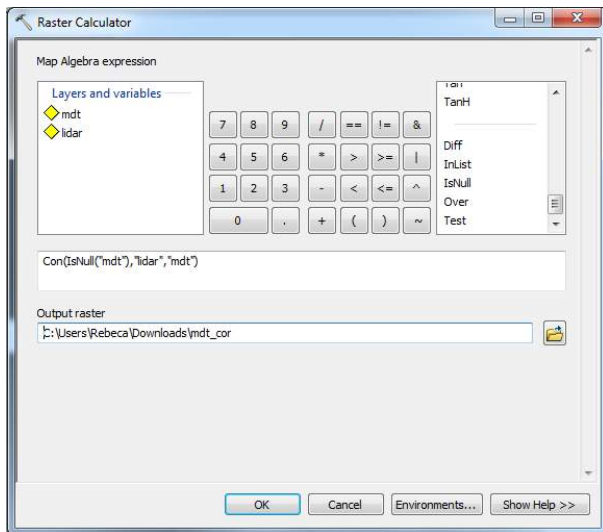 Raster Calculator
Map Algebra expression
Layers and variables
mdt
lidar
7 8 9 / == != &
4 5 6 * > >= |
1 2 3 - < <= ^
0 . + ( ) ~
TanH
Diff
InList
IsNull
Over
Test
Con(IsNull("mdt"),"lidar","mdt")
Output raster
C:\Users\Rebeca\Downloads\mdt_cor
OK Cancel Environments... Show Help >>